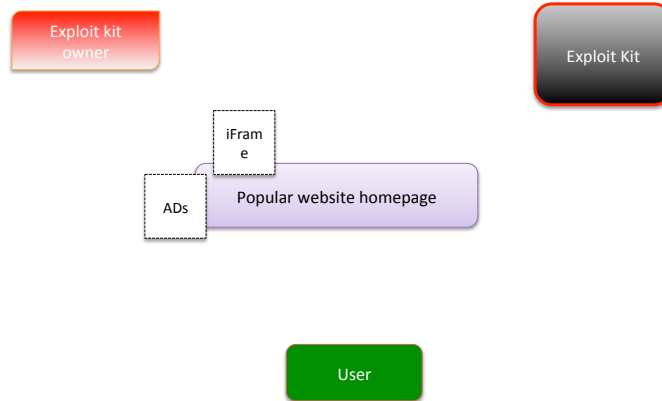 Exploit kit
owner
Exploit Kit
iFram
e
ADs
Popular website homepage
User